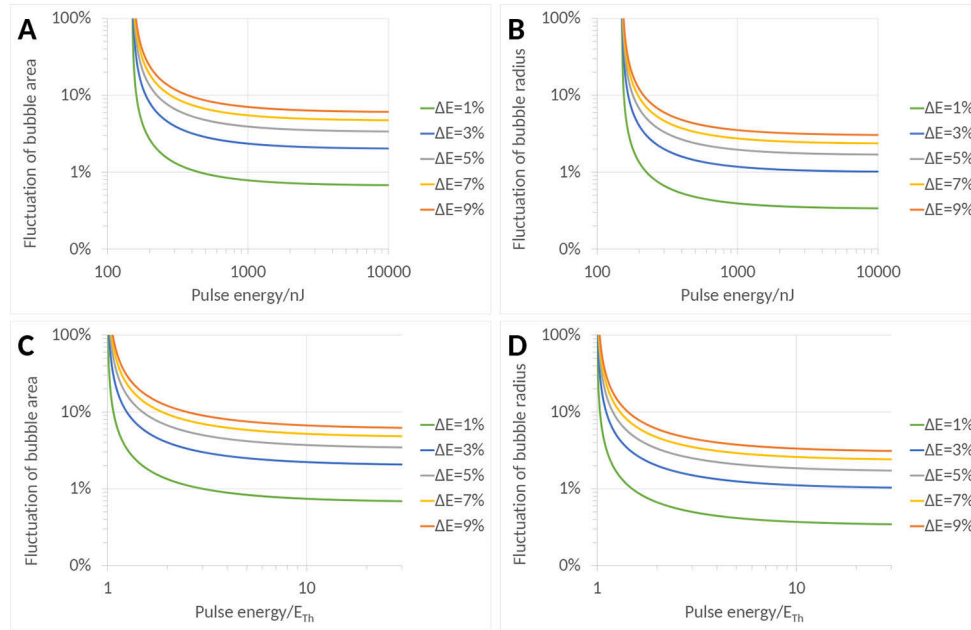 A
Fluctuation of bubble area
100%
10%
1%
0%
100
1000
10000
Pulse energy/nJ
ΔE=1%
ΔE=3%
ΔE=5%
ΔE=7%
ΔE=9%
B
Fluctuation of bubble radius
100%
10%
1%
0%
100
1000
10000
Pulse energy/nJ
ΔE=1%
ΔE=3%
ΔE=5%
ΔE=7%
ΔE=9%
C
Fluctuation of bubble area
100%
10%
1%
0%
1
10
Pulse energy/E_Th
ΔE=1%
ΔE=3%
ΔE=5%
ΔE=7%
ΔE=9%
D
Fluctuation of bubble radius
100%
10%
1%
0%
1
10
Pulse energy/E_Th
ΔE=1%
ΔE=3%
ΔE=5%
ΔE=7%
ΔE=9%